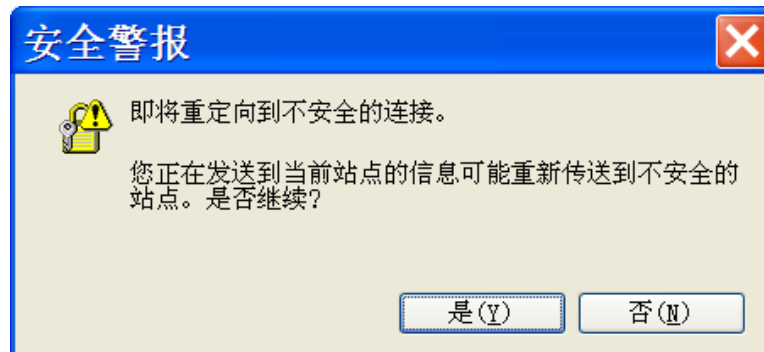 安全警报
即将重定向到不安全的连接。
您正在发送到当前站点的信息可能重新传送到不安全的
站点。是否继续?
是(Y)
否(N)